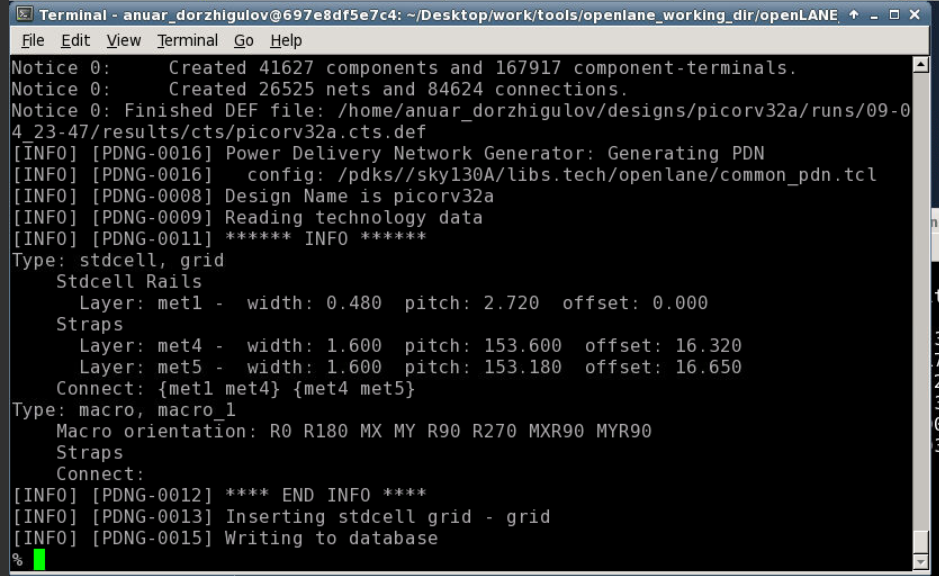 Terminal - anuar_dorzhigulov@697e8df5e7c4: ~/Desktop/work/tools/openlane_working_dir/openLANE
File Edit View Terminal Go Help
Notice 0:     Created 41627 components and 167917 component-terminals.
Notice 0:     Created 26525 nets and 84624 connections.
Notice 0: Finished DEF file: /home/anuar_dorzhigulov/designs/picorv32a/runs/09-0
4_23-47/results/cts/picorv32a.cts.def
[INFO] [PDNG-0016] Power Delivery Network Generator: Generating PDN
[INFO] [PDNG-0016]   config: /pdks//sky130A/libs.tech/openlane/common_pdn.tcl
[INFO] [PDNG-0008] Design Name is picorv32a
[INFO] [PDNG-0009] Reading technology data
[INFO] [PDNG-0011] ****** INFO ******
Type: stdcell, grid
    Stdcell Rails
      Layer: met1 -  width: 0.480  pitch: 2.720  offset: 0.000
    Straps
      Layer: met4 -  width: 1.600  pitch: 153.600  offset: 16.320
      Layer: met5 -  width: 1.600  pitch: 153.180  offset: 16.650
    Connect: {met1 met4} {met4 met5}
Type: macro, macro_1
    Macro orientation: R0 R180 MX MY R90 R270 MXR90 MYR90
    Straps
    Connect:
[INFO] [PDNG-0012] **** END INFO ****
[INFO] [PDNG-0013] Inserting stdcell grid - grid
[INFO] [PDNG-0015] Writing to database
%